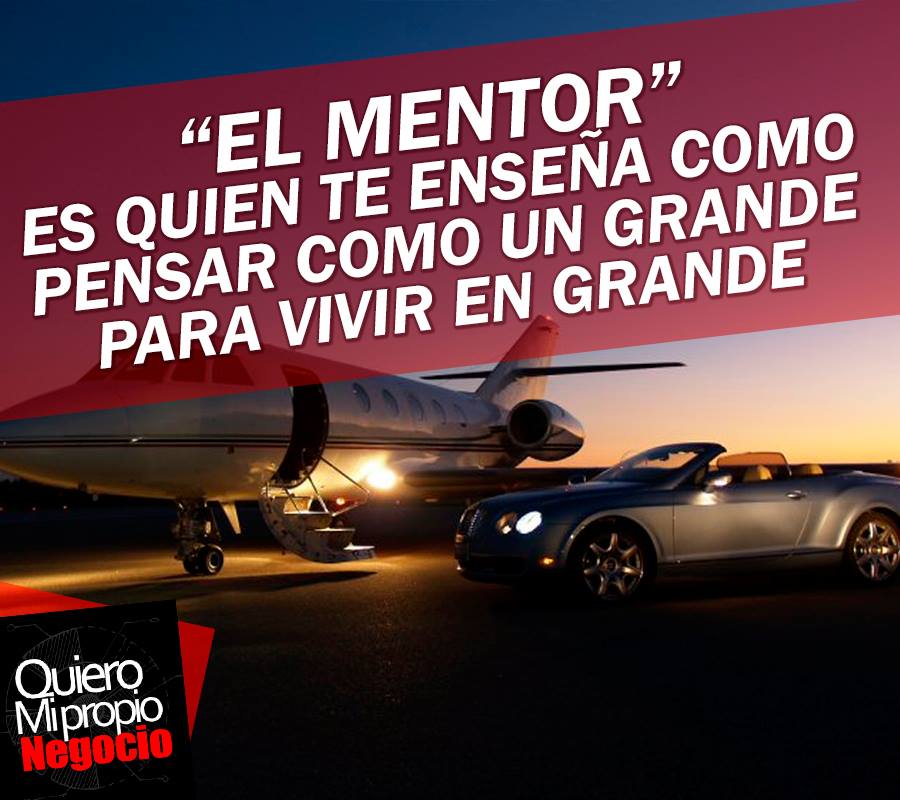 “EL MENTOR”
ES QUIEN TE ENSEÑA COMO
PENSAR COMO UN GRANDE
PARA VIVIR EN GRANDE
Quiero
Mi propio
Negocio